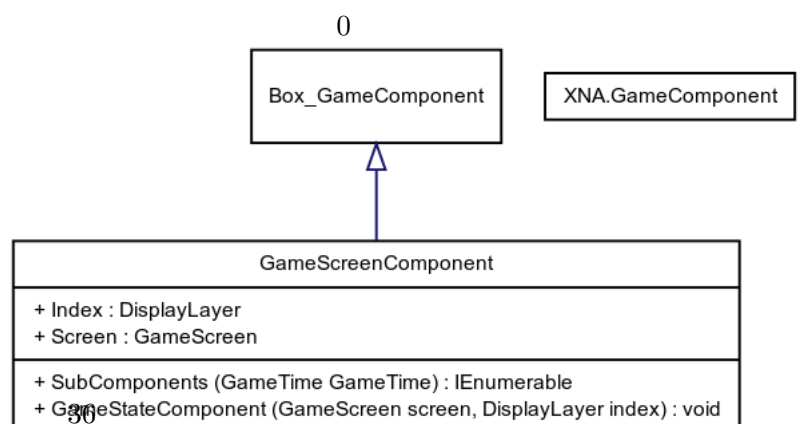 0
Box_GameComponent
XNA.GameComponent
GameScreenComponent
+ Index : DisplayLayer
+ Screen : GameScreen
+ SubComponents (GameTime GameTime) : IEnumerable
+ GameStateComponent (GameScreen screen, DisplayLayer index) : void
30